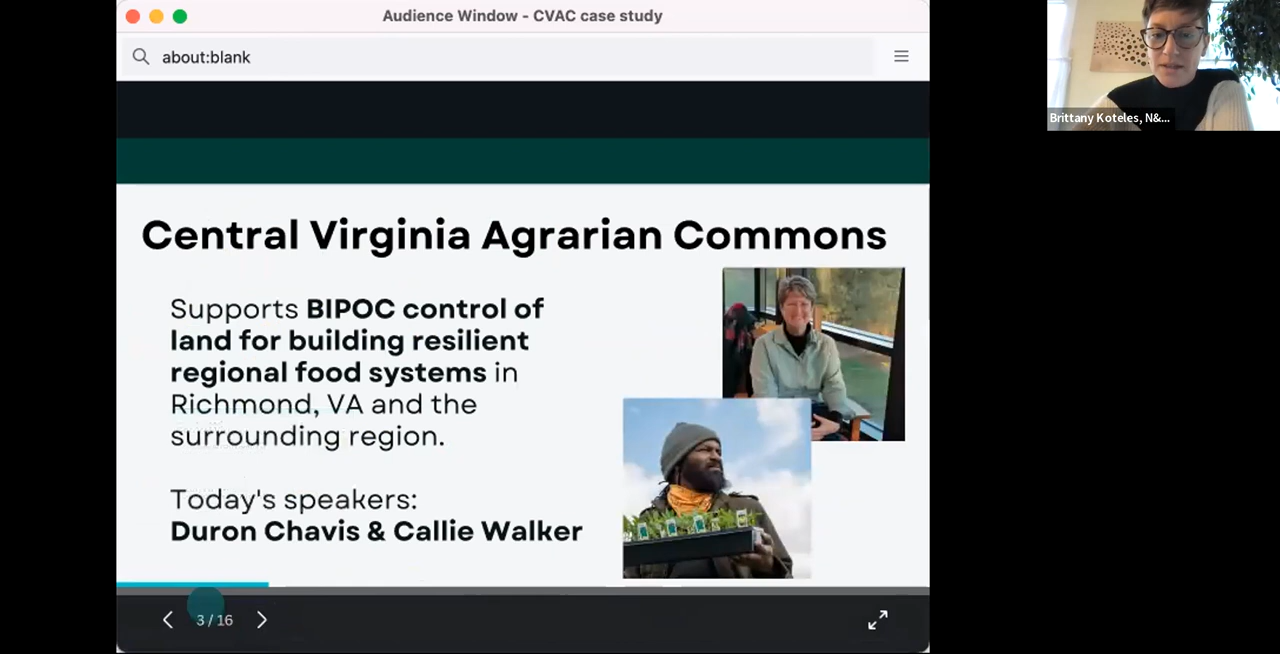 Audience Window - CVAC case study
about:blank
Brittany Koteles, N&...
Central Virginia Agrarian Commons
Supports BIPOC control of
land for building resilient
regional food systems in
Richmond, VA and the
surrounding region.
Today's speakers:
Duron Chavis & Callie Walker
3 / 16